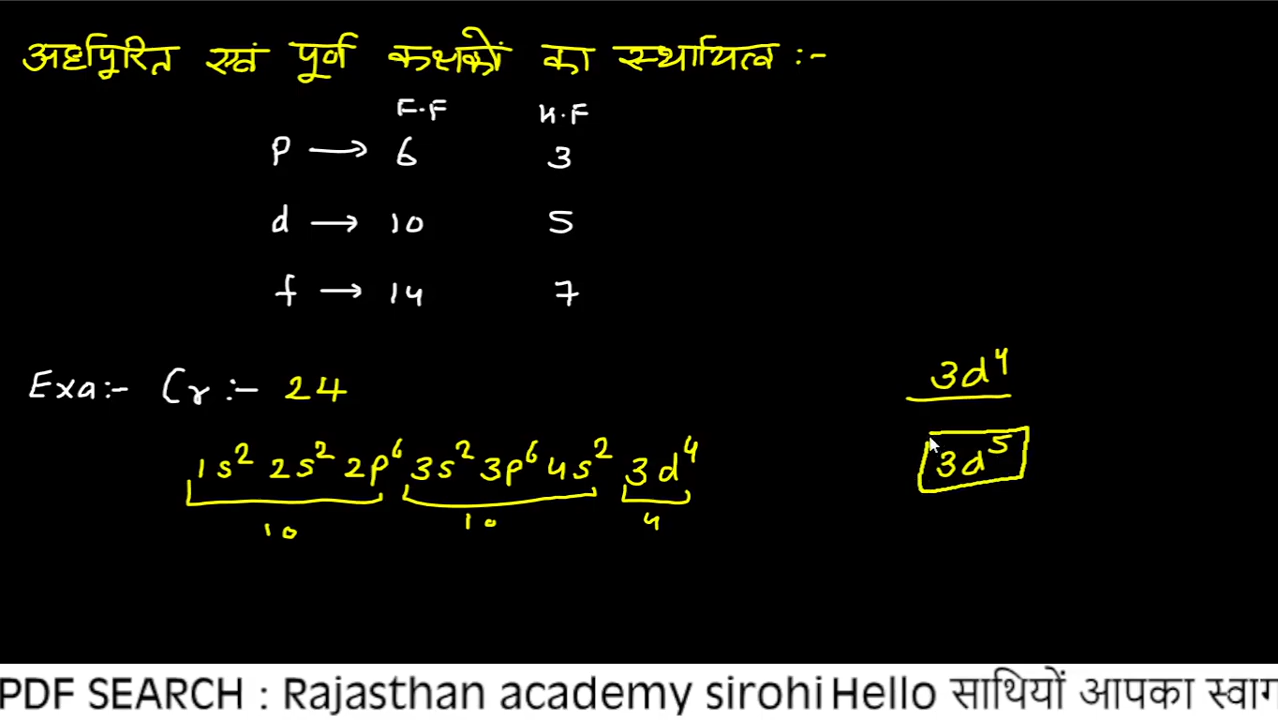 अर्धपुरित एवं पूर्व कक्षकों का स्थायित्व :-
F.F H.F
p → 6 3
d → 10 5
f → 14 7
Exa:- Cr :- 24
3d⁴
1s² 2s² 2p⁶ 3s² 3p⁶ 4s² 3d⁴
3d⁵
10 10 4
PDF SEARCH : Rajasthan academy sirohi Hello साथियों आपका स्वाग